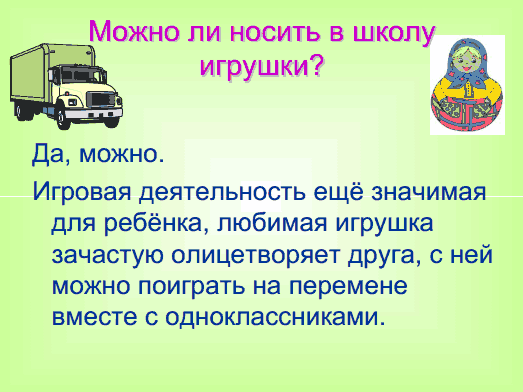 Можно ли носить в школу
игрушки?
Да, можно.
Игровая деятельность ещё значимая
для ребёнка, любимая игрушка
зачастую олицетворяет друга, с ней
можно поиграть на перемене
вместе с одноклассниками.